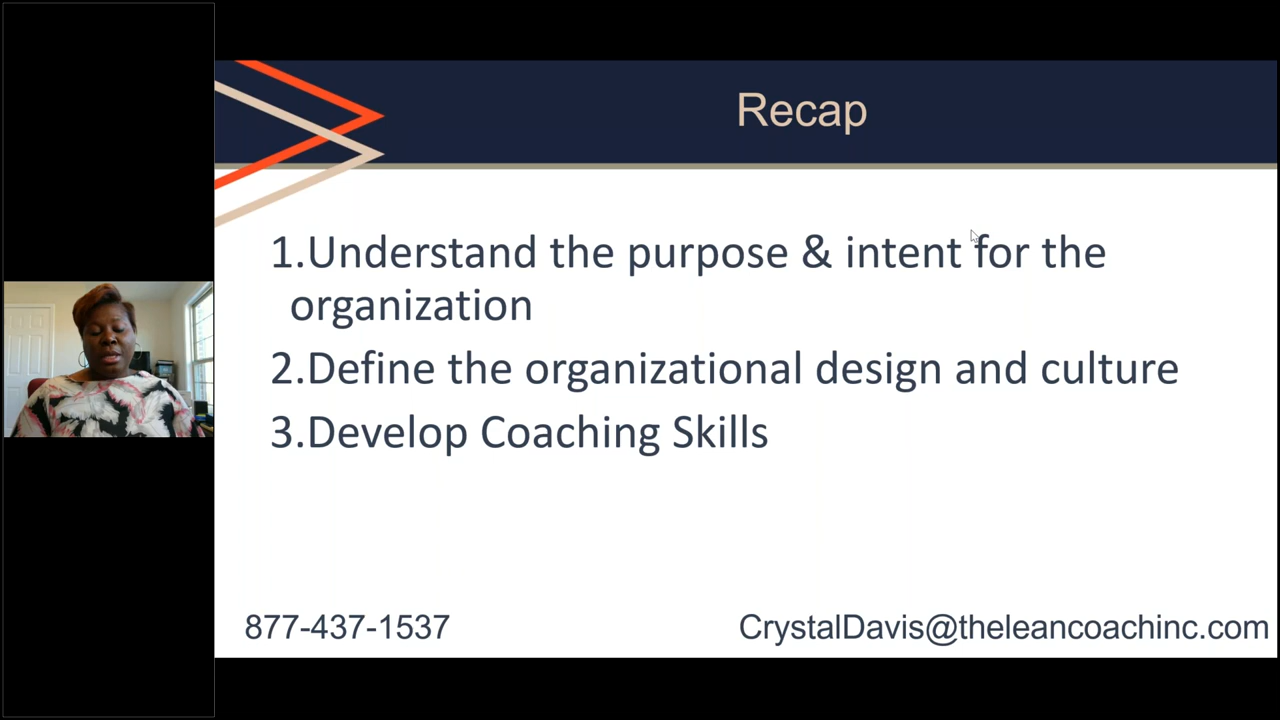 Recap
1.Understand the purpose & intent for the
organization
2.Define the organizational design and culture
3.Develop Coaching Skills
877-437-1537
CrystalDavis@theleancoachinc.com